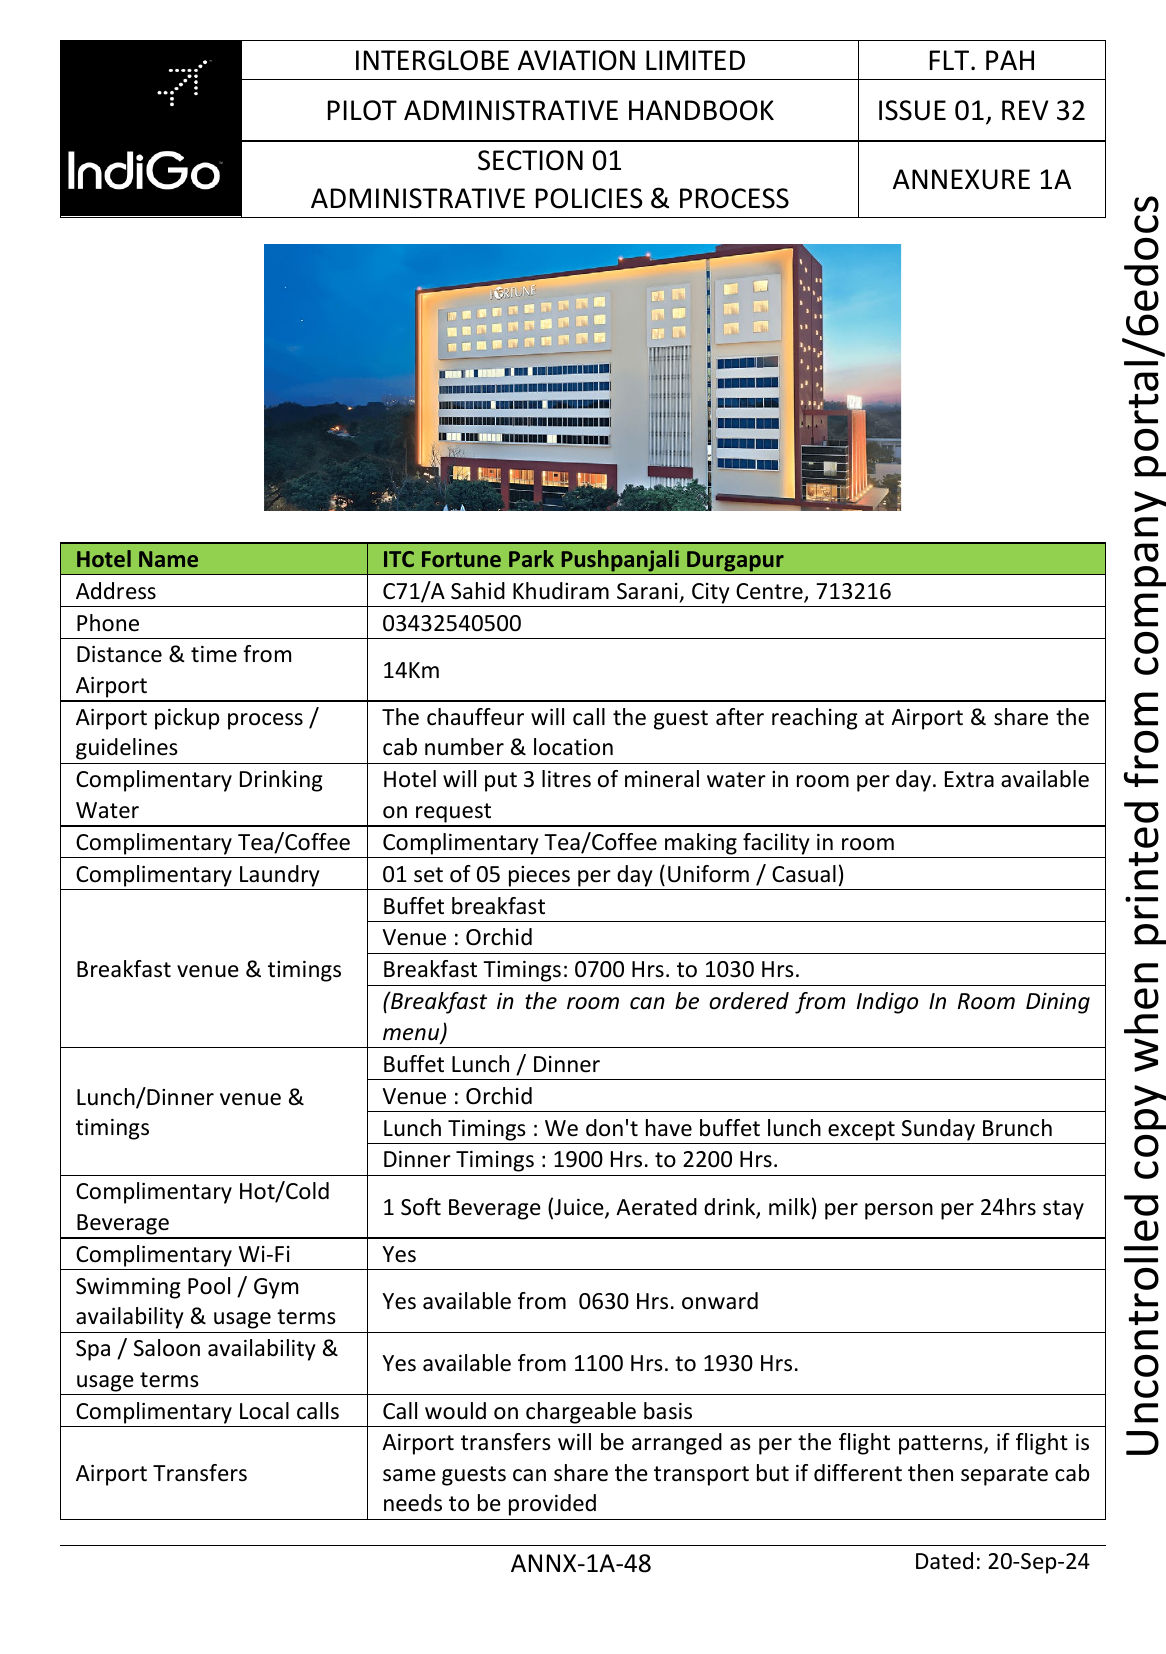 IndiGo
INTERGLOBE AVIATION LIMITED
FLT. PAH
PILOT ADMINISTRATIVE HANDBOOK
ISSUE 01, REV 32
SECTION 01
ADMINISTRATIVE POLICIES & PROCESS
ANNEXURE 1A
FORTUNE
Hotel Name
ITC Fortune Park Pushpanjali Durgapur
Address
C71/A Sahid Khudiram Sarani, City Centre, 713216
Phone
03432540500
Distance & time from
Airport
14Km
Airport pickup process /
guidelines
The chauffeur will call the guest after reaching at Airport & share the
cab number & location
Complimentary Drinking
Water
Hotel will put 3 litres of mineral water in room per day. Extra available
on request
Complimentary Tea/Coffee
Complimentary Tea/Coffee making facility in room
Complimentary Laundry
01 set of 05 pieces per day (Uniform / Casual)
Breakfast venue & timings
Buffet breakfast
Venue : Orchid
Breakfast Timings: 0700 Hrs. to 1030 Hrs.
(Breakfast in the room can be ordered from Indigo In Room Dining
menu)
Lunch/Dinner venue &
timings
Buffet Lunch / Dinner
Venue : Orchid
Lunch Timings : We don't have buffet lunch except Sunday Brunch
Dinner Timings : 1900 Hrs. to 2200 Hrs.
Complimentary Hot/Cold
Beverage
1 Soft Beverage (Juice, Aerated drink, milk) per person per 24hrs stay
Complimentary Wi-Fi
Yes
Swimming Pool / Gym
availability & usage terms
Yes available from  0630 Hrs. onward
Spa / Saloon availability &
usage terms
Yes available from 1100 Hrs. to 1930 Hrs.
Complimentary Local calls
Call would on chargeable basis
Airport Transfers
Airport transfers will be arranged as per the flight patterns, if flight is
same guests can share the transport but if different then separate cab
needs to be provided
ANNX-1A-48
Dated: 20-Sep-24
Uncontrolled copy when printed from company portal/6edocs